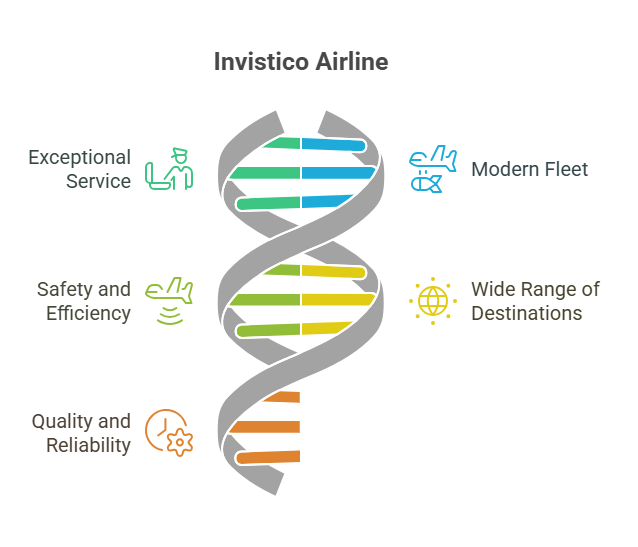 Invistico Airline
Exceptional
Service
Modern Fleet
Safety and
Efficiency
Wide Range of
Destinations
Quality and
Reliability